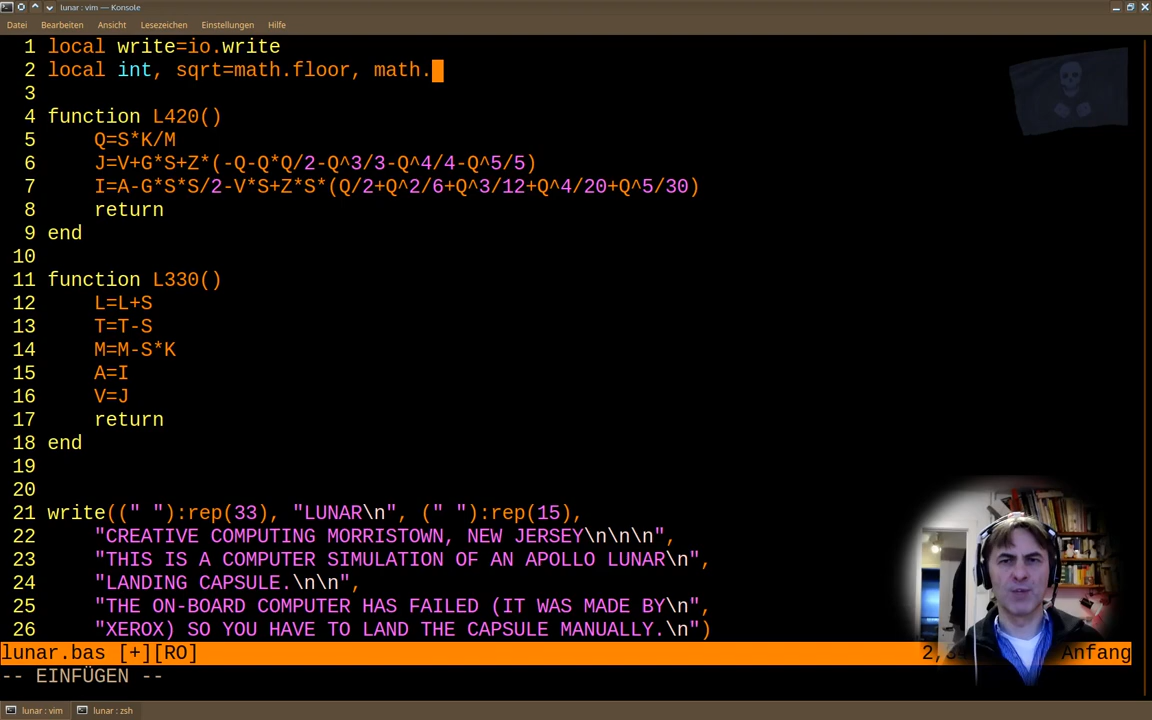 lunar : vim — Konsole
Datei Bearbeiten Ansicht Lesezeichen Einstellungen Hilfe
1 local write=io.write
2 local int, sqrt=math.floor, math.
3
4 function L420()
5     Q=S*K/M
6     J=V+G*S+Z*(-Q-Q*Q/2-Q^3/3-Q^4/4-Q^5/5)
7     I=A-G*S*S/2-V*S+Z*S*(Q/2+Q^2/6+Q^3/12+Q^4/20+Q^5/30)
8     return
9 end
10
11 function L330()
12     L=L+S
13     T=T-S
14     M=M-S*K
15     A=I
16     V=J
17     return
18 end
19
20
21 write((" "):rep(33), "LUNAR\n", (" "):rep(15),
22     "CREATIVE COMPUTING MORRISTOWN, NEW JERSEY\n\n\n",
23     "THIS IS A COMPUTER SIMULATION OF AN APOLLO LUNAR\n",
24     "LANDING CAPSULE.\n\n",
25     "THE ON-BOARD COMPUTER HAS FAILED (IT WAS MADE BY\n",
26     "XEROX) SO YOU HAVE TO LAND THE CAPSULE MANUALLY.\n")
lunar.bas [+][RO] Anfang
-- EINFÜGEN --
lunar : vim lunar : zsh